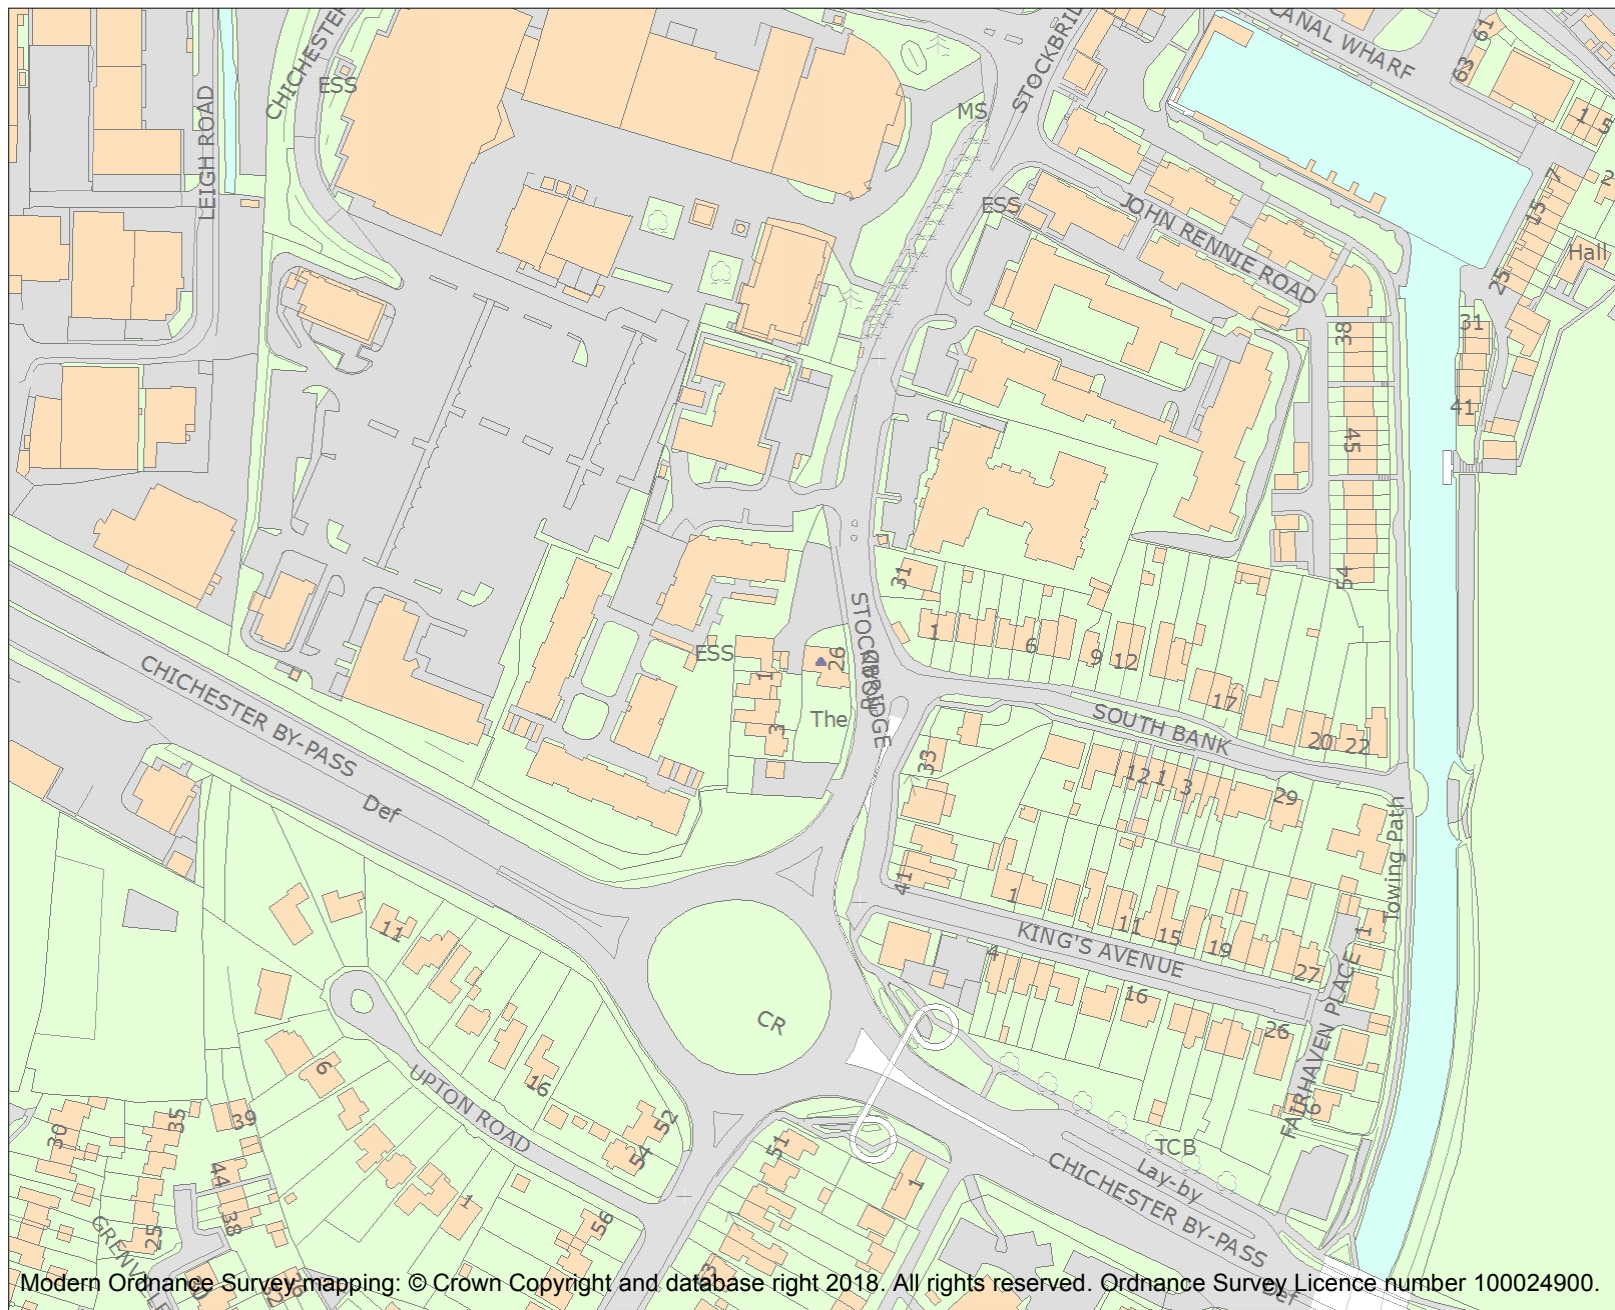 CANAL WHARF
61
63
CHICHESTER
ESS
STOCKBRI
MS
1
5
LEIGH ROAD
7
2
15
ESS
JOHN RENNIE ROAD
Hall
25
31
38
41
45
54
31
STOCKBRIDGE
ROAD
1
6
9
12
ESS
26
1
17
The
3
SOUTH BANK
20
22
CHICHESTER BY-PASS
33
12
1
3
29
Def
Towing Path
41
1
11
15
19
27
1
11
KING'S AVENUE
4
16
26
CR
FAIRHAVEN PLACE
6
UPTON ROAD
16
6
30
35
39
52
51
54
TCB
Lay-by
44
1
1
CHICHESTER BY-PASS
38
25
56
Def
Modern Ordnance Survey mapping: © Crown Copyright and database right 2018. All rights reserved. Ordnance Survey Licence number 100024900.